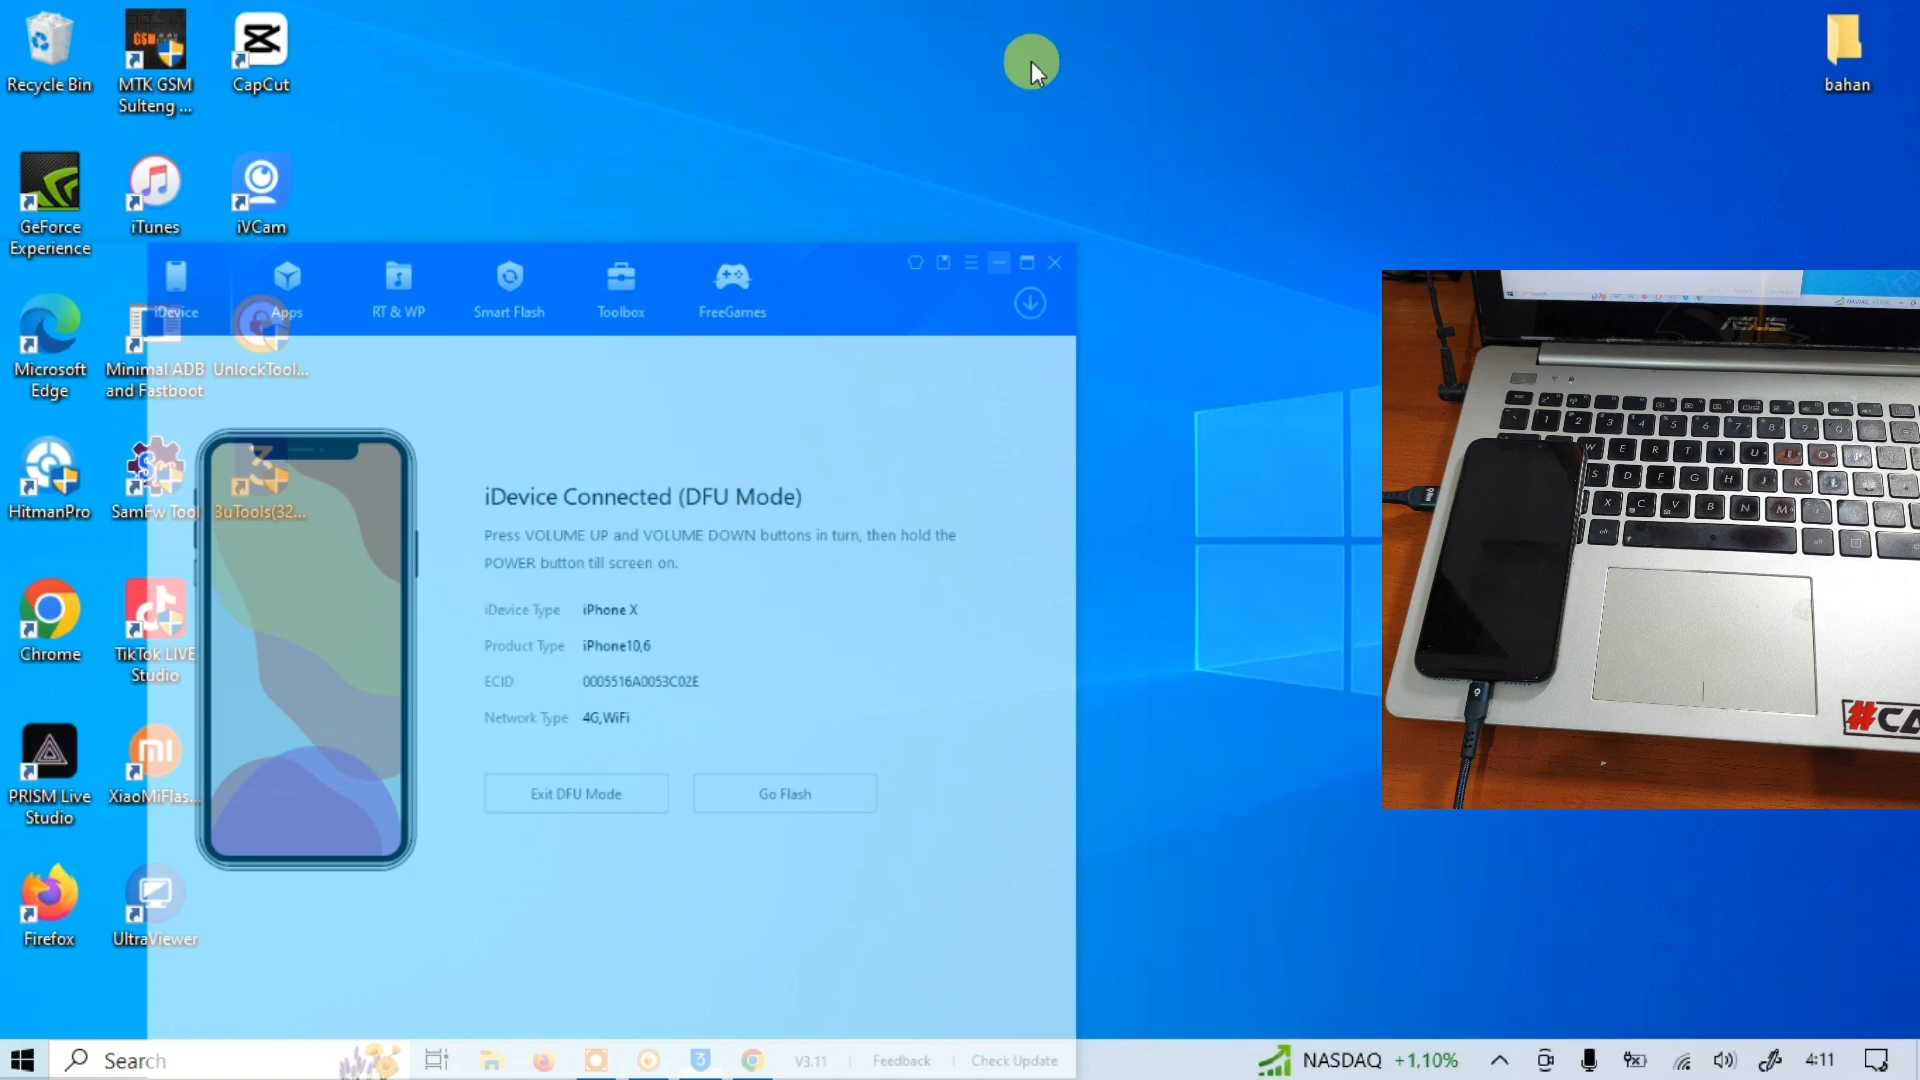 Recycle Bin
MTK GSM
Sulteng ...
CapCut
bahan
GeForce
Experience
iTunes
iVCam
iDevice
Apps
RT & WP
Smart Flash
Toolbox
FreeGames
Microsoft
Edge
Minimal ADB
and Fastboot
UnlockTool...
HitmanPro
SamFw Tool
3uTools(32...
Chrome
TikTok LIVE
Studio
PRISM Live
Studio
XiaoMiFlas...
Firefox
UltraViewer
iDevice Connected (DFU Mode)
Press VOLUME UP and VOLUME DOWN buttons in turn, then hold the
POWER button till screen on.
iDevice Type iPhone X
Product Type iPhone10,6
ECID 0005516A0053C02E
Network Type 4G,WiFi
Exit DFU Mode
Go Flash
ASUS
#CA
Search
V3.11
Feedback
Check Update
NASDAQ +1,10%
4:11